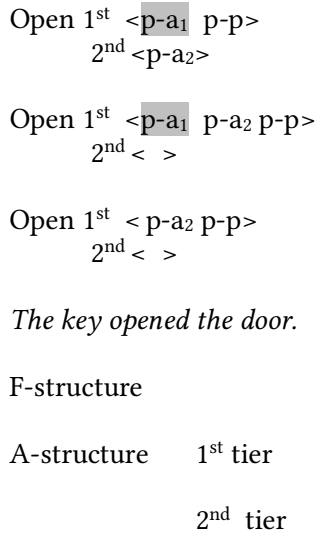 Open 1st <p-a1 p-p>
2nd <p-a2>
Open 1st <p-a1 p-a2 p-p>
2nd < >
Open 1st < p-a2 p-p>
2nd < >
The key opened the door.
F-structure
A-structure 1st tier
2nd tier